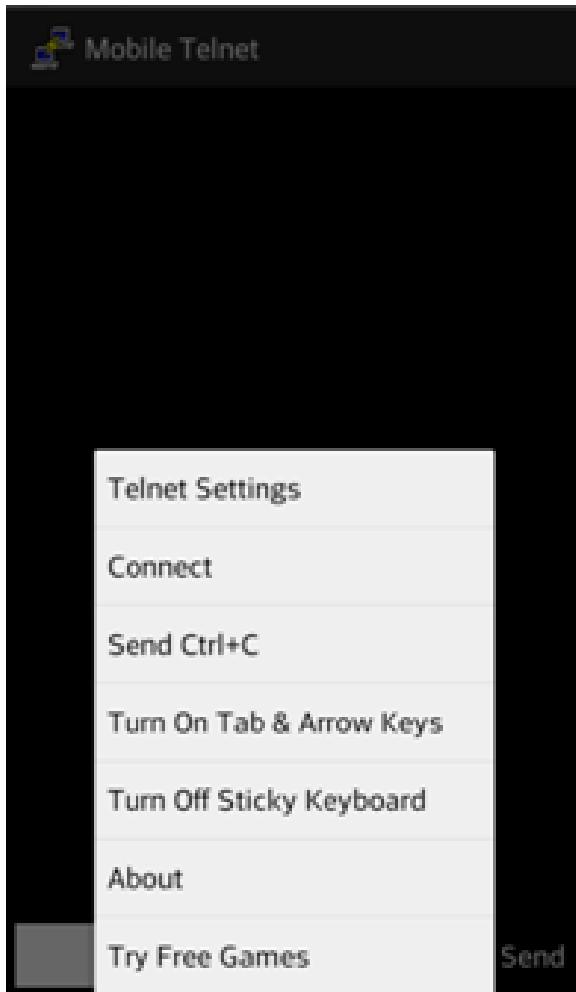 Mobile Telnet
Telnet Settings
Connect
Send Ctrl+C
Turn On Tab & Arrow Keys
Turn Off Sticky Keyboard
About
Try Free Games
Send